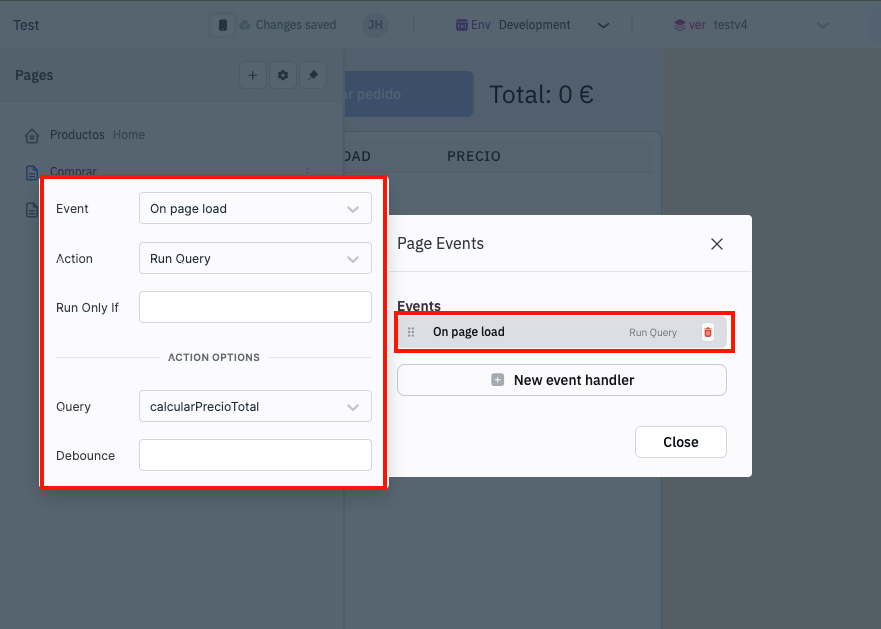 Test
Changes saved
JH
Env
Development
ver
testv4
Pages
ar pedido
Total: 0 €
Productos Home
DAD
PRECIO
Comprar
Event
On page load
Action
Run Query
Run Only If
ACTION OPTIONS
Query
calcularPrecioTotal
Debounce
Page Events
Events
On page load
Run Query
New event handler
Close